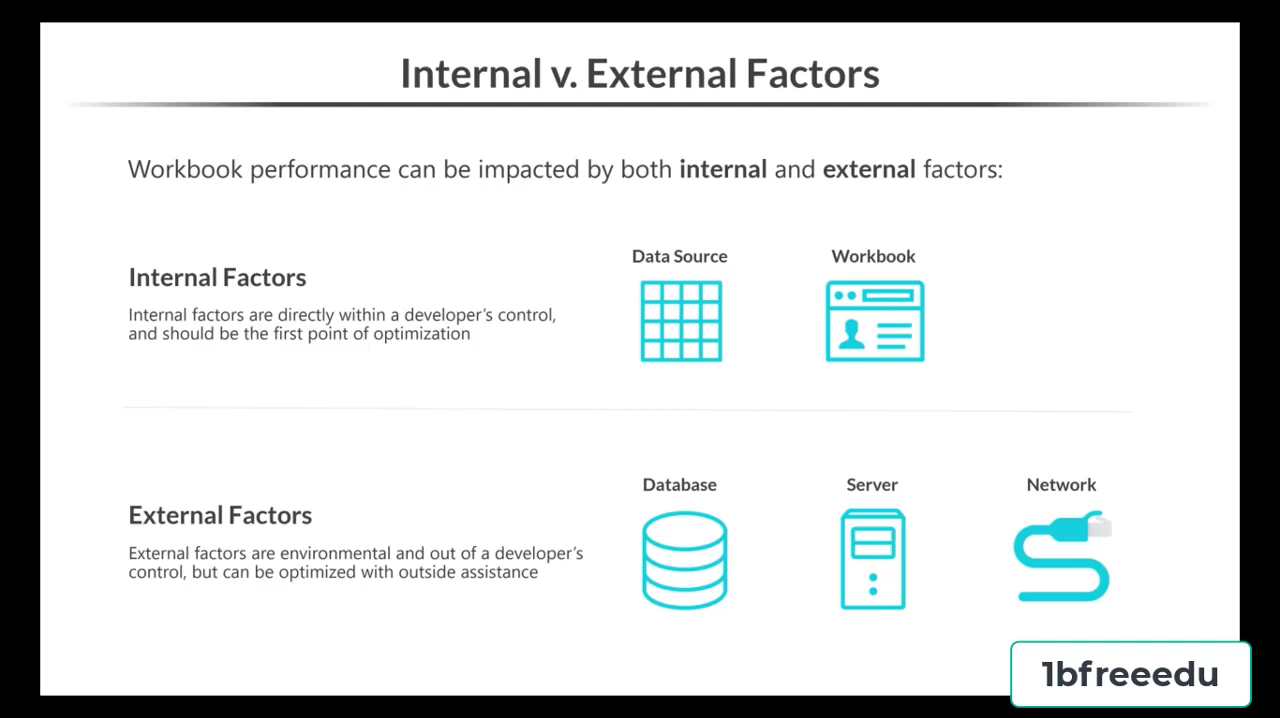 Internal v. External Factors
Workbook performance can be impacted by both internal and external factors:
Data Source
Workbook
Internal Factors
Internal factors are directly within a developer's control,
and should be the first point of optimization
Database
Server
Network
External Factors
External factors are environmental and out of a developer's
control, but can be optimized with outside assistance
1bfreeedu